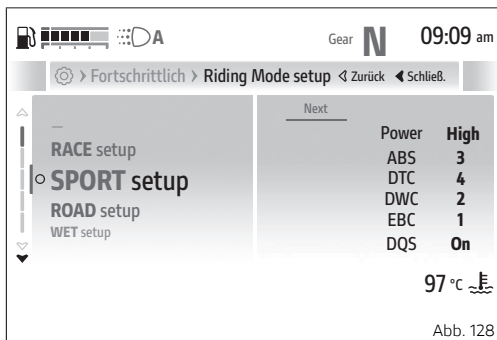 A Gear N 09:09 am
Fortschrittlich Riding Mode setup Zurück Schließ.
Next
—
RACE setup
SPORT setup
ROAD setup
WET setup
Power High
ABS 3
DTC 4
DWC 2
EBC 1
DQS On
97 °C
Abb. 128